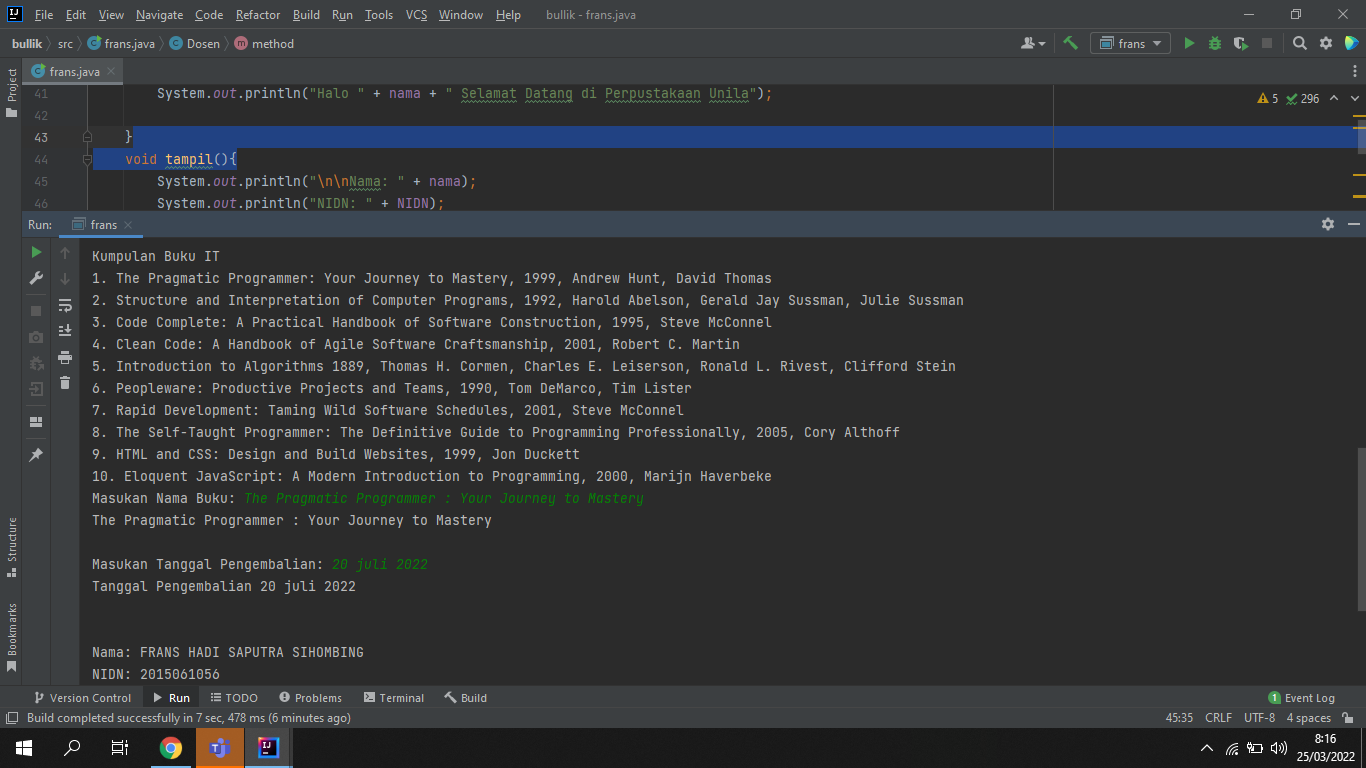 File Edit View Navigate Code Refactor Build Run Tools VCS Window Help bullik - frans.java
bullik src frans.java Dosen m method frans
Project
frans.java
41 System.out.println("Halo " + nama + " Selamat Datang di Perpustakaan Unila");
5 296
42
43 }
44 void tampil(){
45 System.out.println("\n\nNama: " + nama);
46 System.out.println("NIDN: " + NIDN);
Run: frans
Kumpulan Buku IT
1. The Pragmatic Programmer: Your Journey to Mastery, 1999, Andrew Hunt, David Thomas
2. Structure and Interpretation of Computer Programs, 1992, Harold Abelson, Gerald Jay Sussman, Julie Sussman
3. Code Complete: A Practical Handbook of Software Construction, 1995, Steve McConnel
4. Clean Code: A Handbook of Agile Software Craftsmanship, 2001, Robert C. Martin
5. Introduction to Algorithms 1889, Thomas H. Cormen, Charles E. Leiserson, Ronald L. Rivest, Clifford Stein
6. Peopleware: Productive Projects and Teams, 1990, Tom DeMarco, Tim Lister
7. Rapid Development: Taming Wild Software Schedules, 2001, Steve McConnel
8. The Self-Taught Programmer: The Definitive Guide to Programming Professionally, 2005, Cory Althoff
9. HTML and CSS: Design and Build Websites, 1999, Jon Duckett
10. Eloquent JavaScript: A Modern Introduction to Programming, 2000, Marijn Haverbeke
Masukan Nama Buku: The Pragmatic Programmer : Your Journey to Mastery
The Pragmatic Programmer : Your Journey to Mastery
Masukan Tanggal Pengembalian: 20 juli 2022
Tanggal Pengembalian 20 juli 2022
Nama: FRANS HADI SAPUTRA SIHOMBING
NIDN: 2015061056
Structure
Bookmarks
Version Control Run TODO Problems Terminal Build 1 Event Log
Build completed successfully in 7 sec, 478 ms (6 minutes ago) 45:35 CRLF UTF-8 4 spaces
8:16
25/03/2022